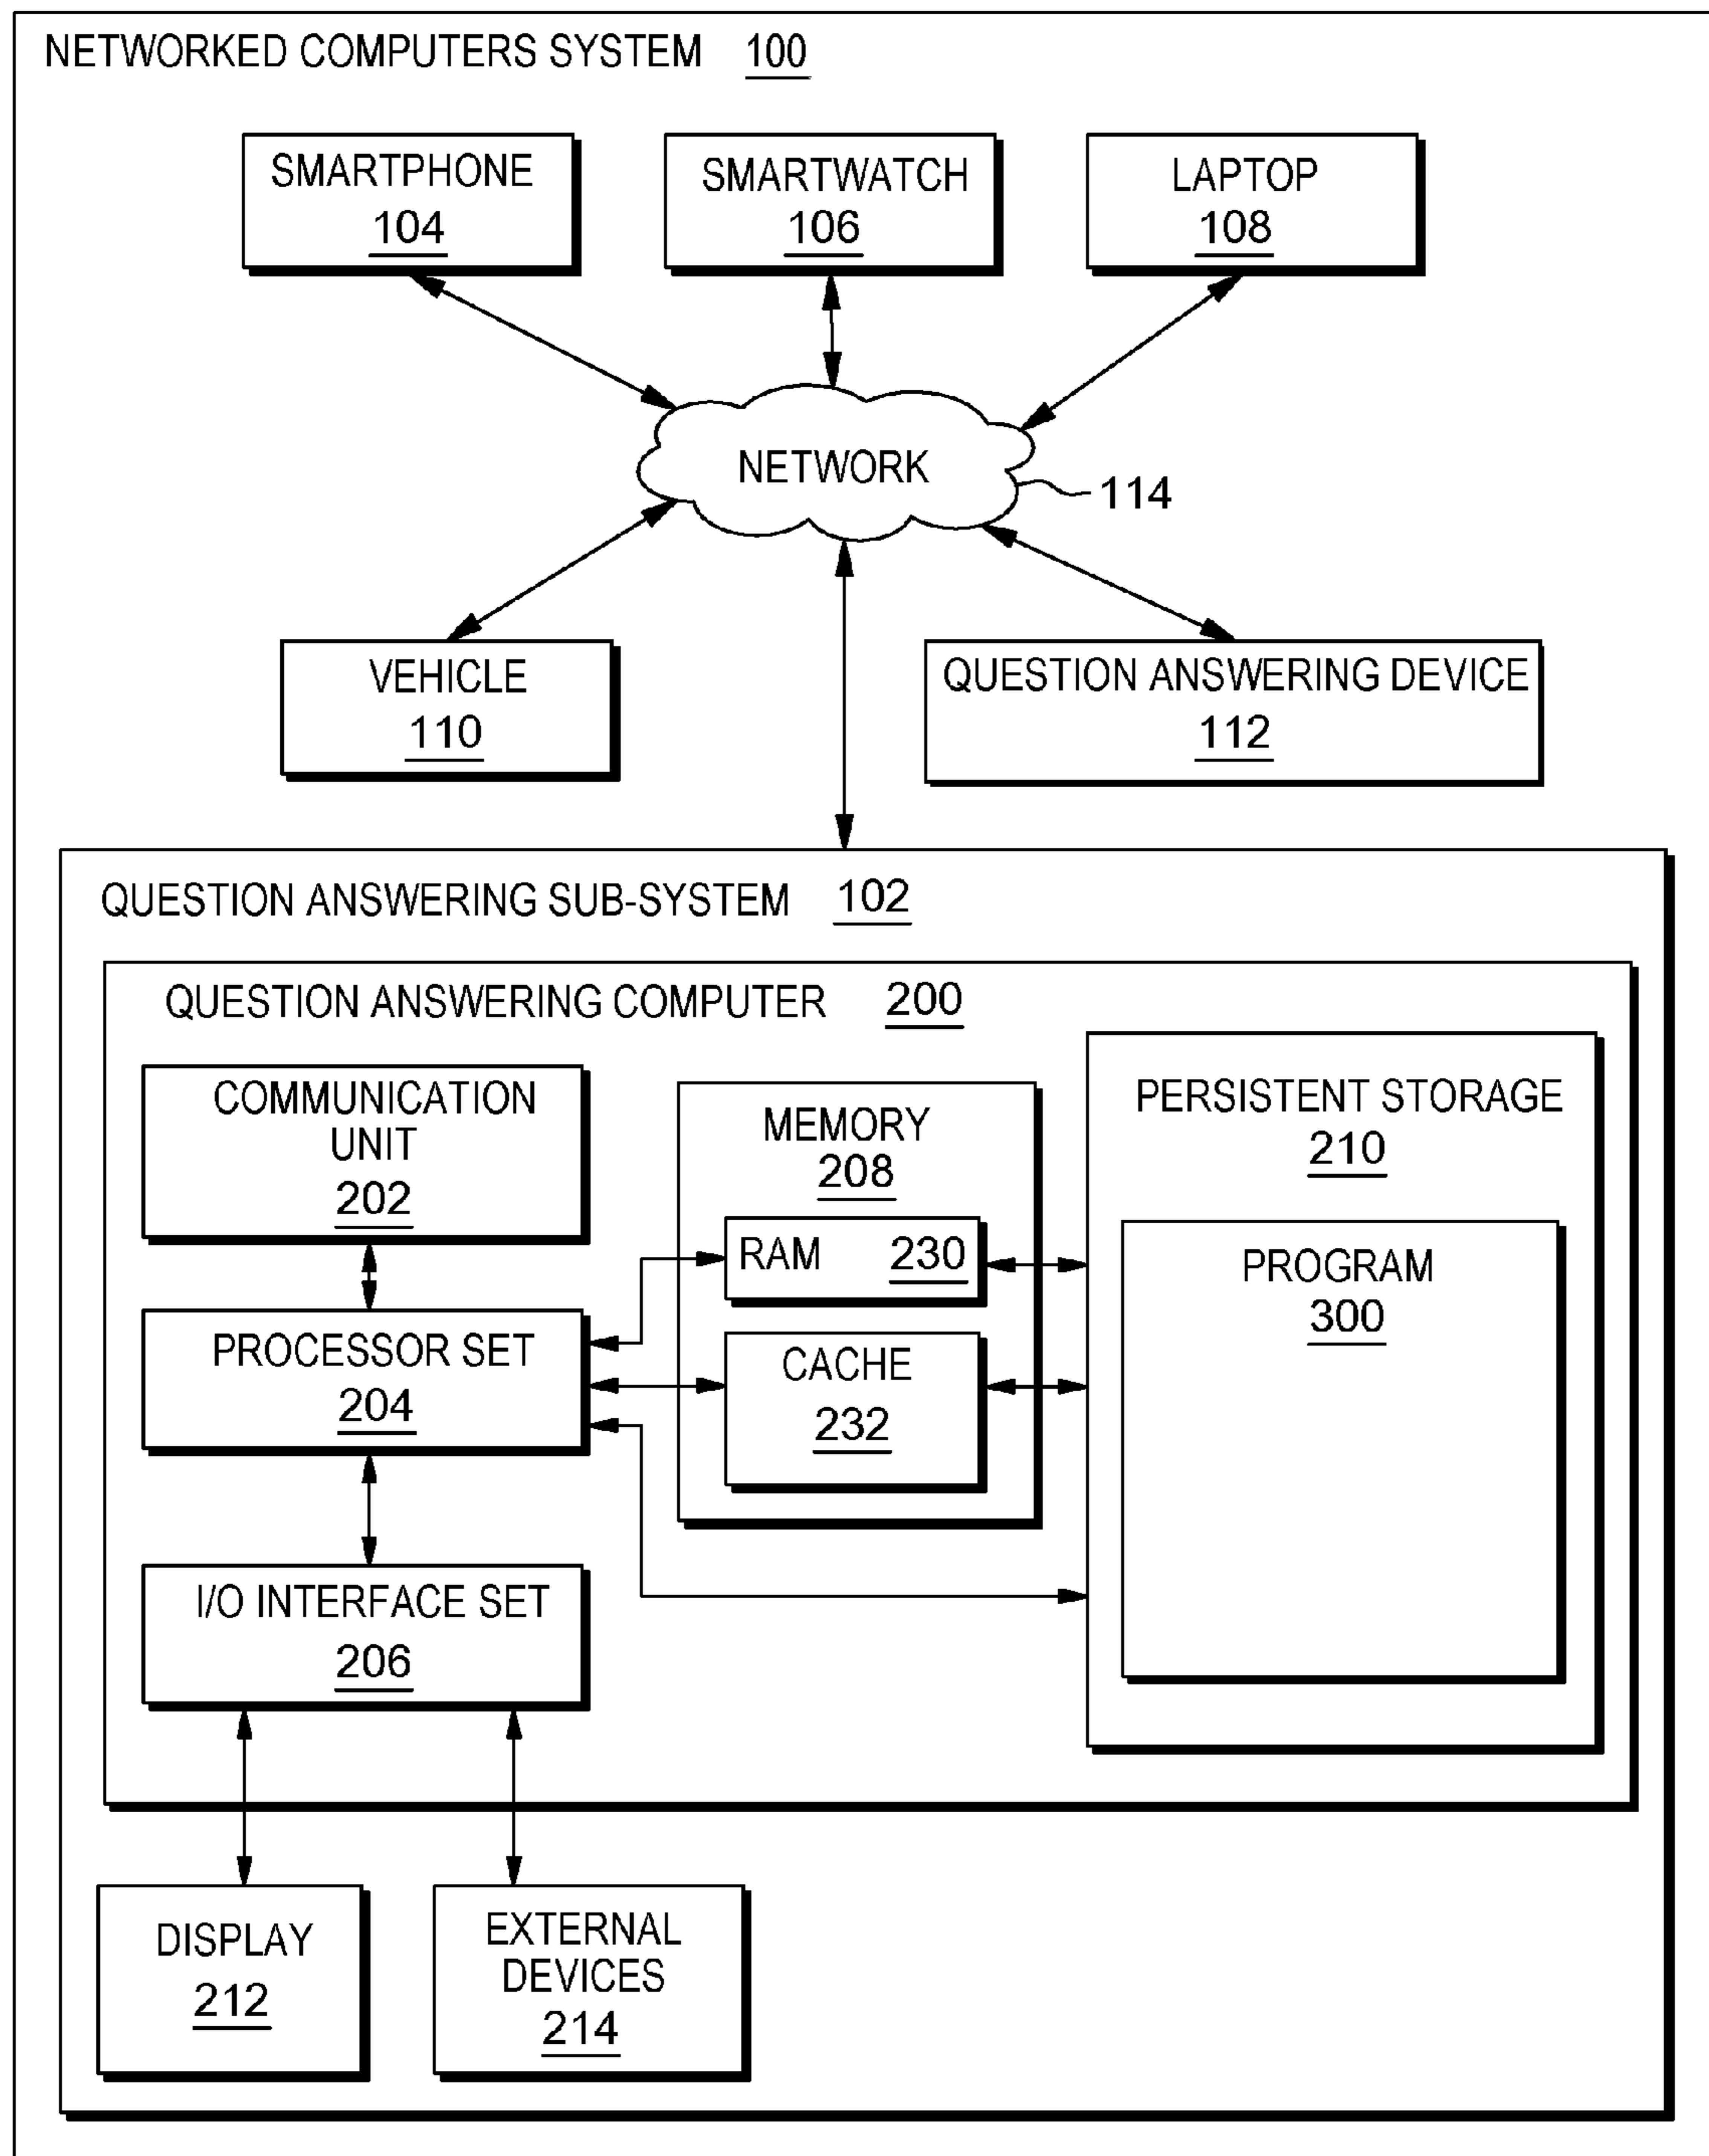 NETWORKED COMPUTERS SYSTEM 100
SMARTPHONE
104
SMARTWATCH
106
LAPTOP
108
NETWORK
114
VEHICLE
110
QUESTION ANSWERING DEVICE
112
QUESTION ANSWERING SUB-SYSTEM 102
QUESTION ANSWERING COMPUTER 200
COMMUNICATION
UNIT
202
PROCESSOR SET
204
I/O INTERFACE SET
206
MEMORY
208
RAM 230
CACHE
232
PERSISTENT STORAGE
210
PROGRAM
300
DISPLAY
212
EXTERNAL
DEVICES
214